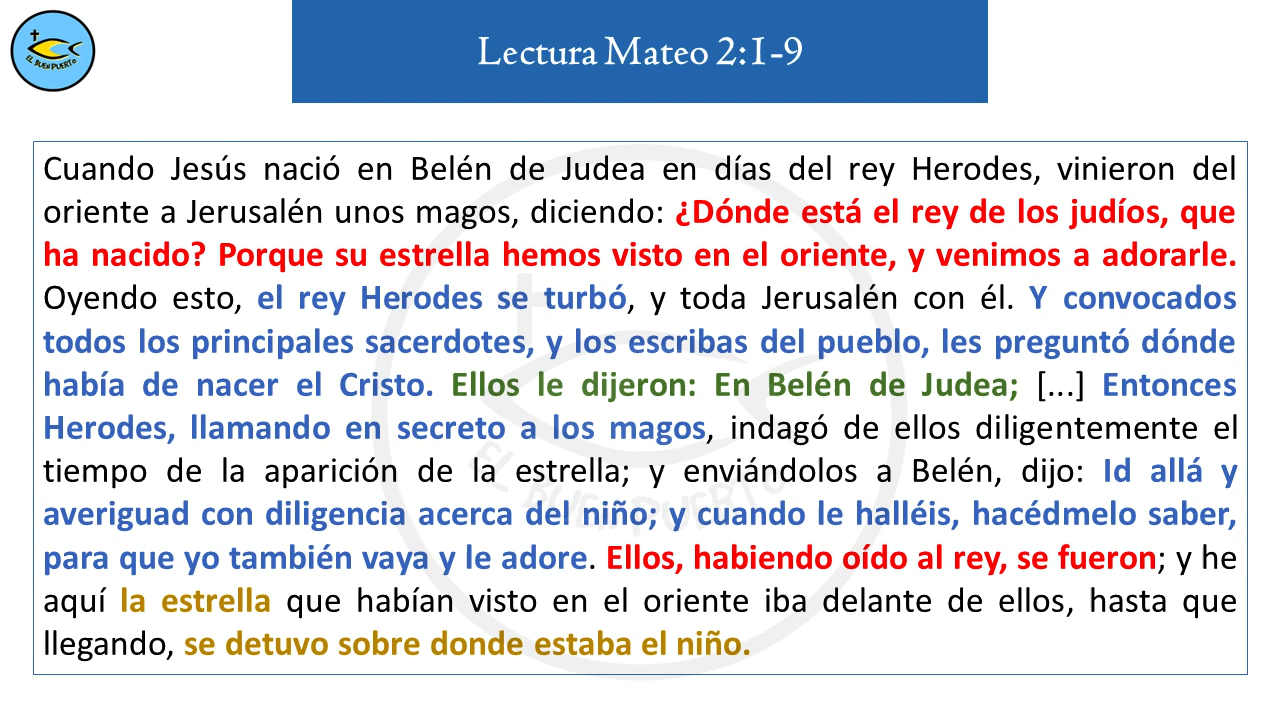 EL BUEN PUERTO
Lectura Mateo 2:1-9
Cuando Jesús nació en Belén de Judea en días del rey Herodes, vinieron del
oriente a Jerusalén unos magos, diciendo: ¿Dónde está el rey de los judíos, que
ha nacido? Porque su estrella hemos visto en el oriente, y venimos a adorarle.
Oyendo esto, el rey Herodes se turbó, y toda Jerusalén con él. Y convocados
todos los principales sacerdotes, y los escribas del pueblo, les preguntó dónde
había de nacer el Cristo. Ellos le dijeron: En Belén de Judea; [...] Entonces
Herodes, llamando en secreto a los magos, indagó de ellos diligentemente el
tiempo de la aparición de la estrella; y enviándolos a Belén, dijo: Id allá y
averiguad con diligencia acerca del niño; y cuando le halléis, hacédmelo saber,
para que yo también vaya y le adore. Ellos, habiendo oído al rey, se fueron; y he
aquí la estrella que habían visto en el oriente iba delante de ellos, hasta que
llegando, se detuvo sobre donde estaba el niño.
EL BUEN PUERTO